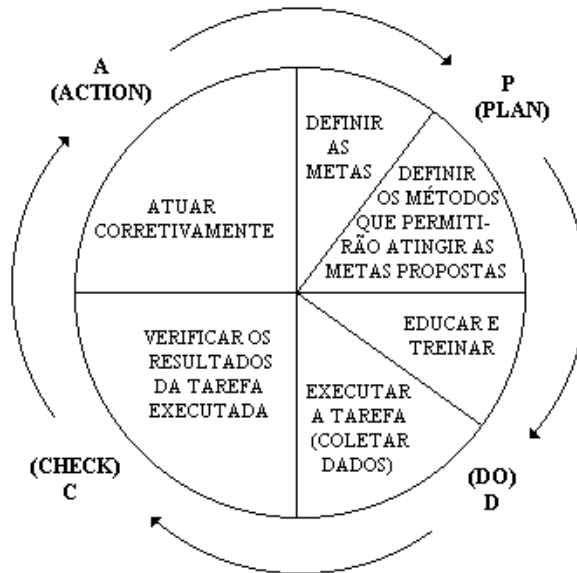 A
(ACTION)
P
(PLAN)
DEFINIR
AS
METAS
DEFINIR
OS MÉTODOS
QUE PERMITI-
RÃO ATINGIR AS
METAS PROPOSTAS
ATUAR
CORRETIVAMENTE
EDUCAR E
TREINAR
VERIFICAR OS
RESULTADOS
DA TAREFA
EXECUTADA
EXECUTAR
A TAREFA
(COLETAR
DADOS)
(CHECK)
C
(DO)
D